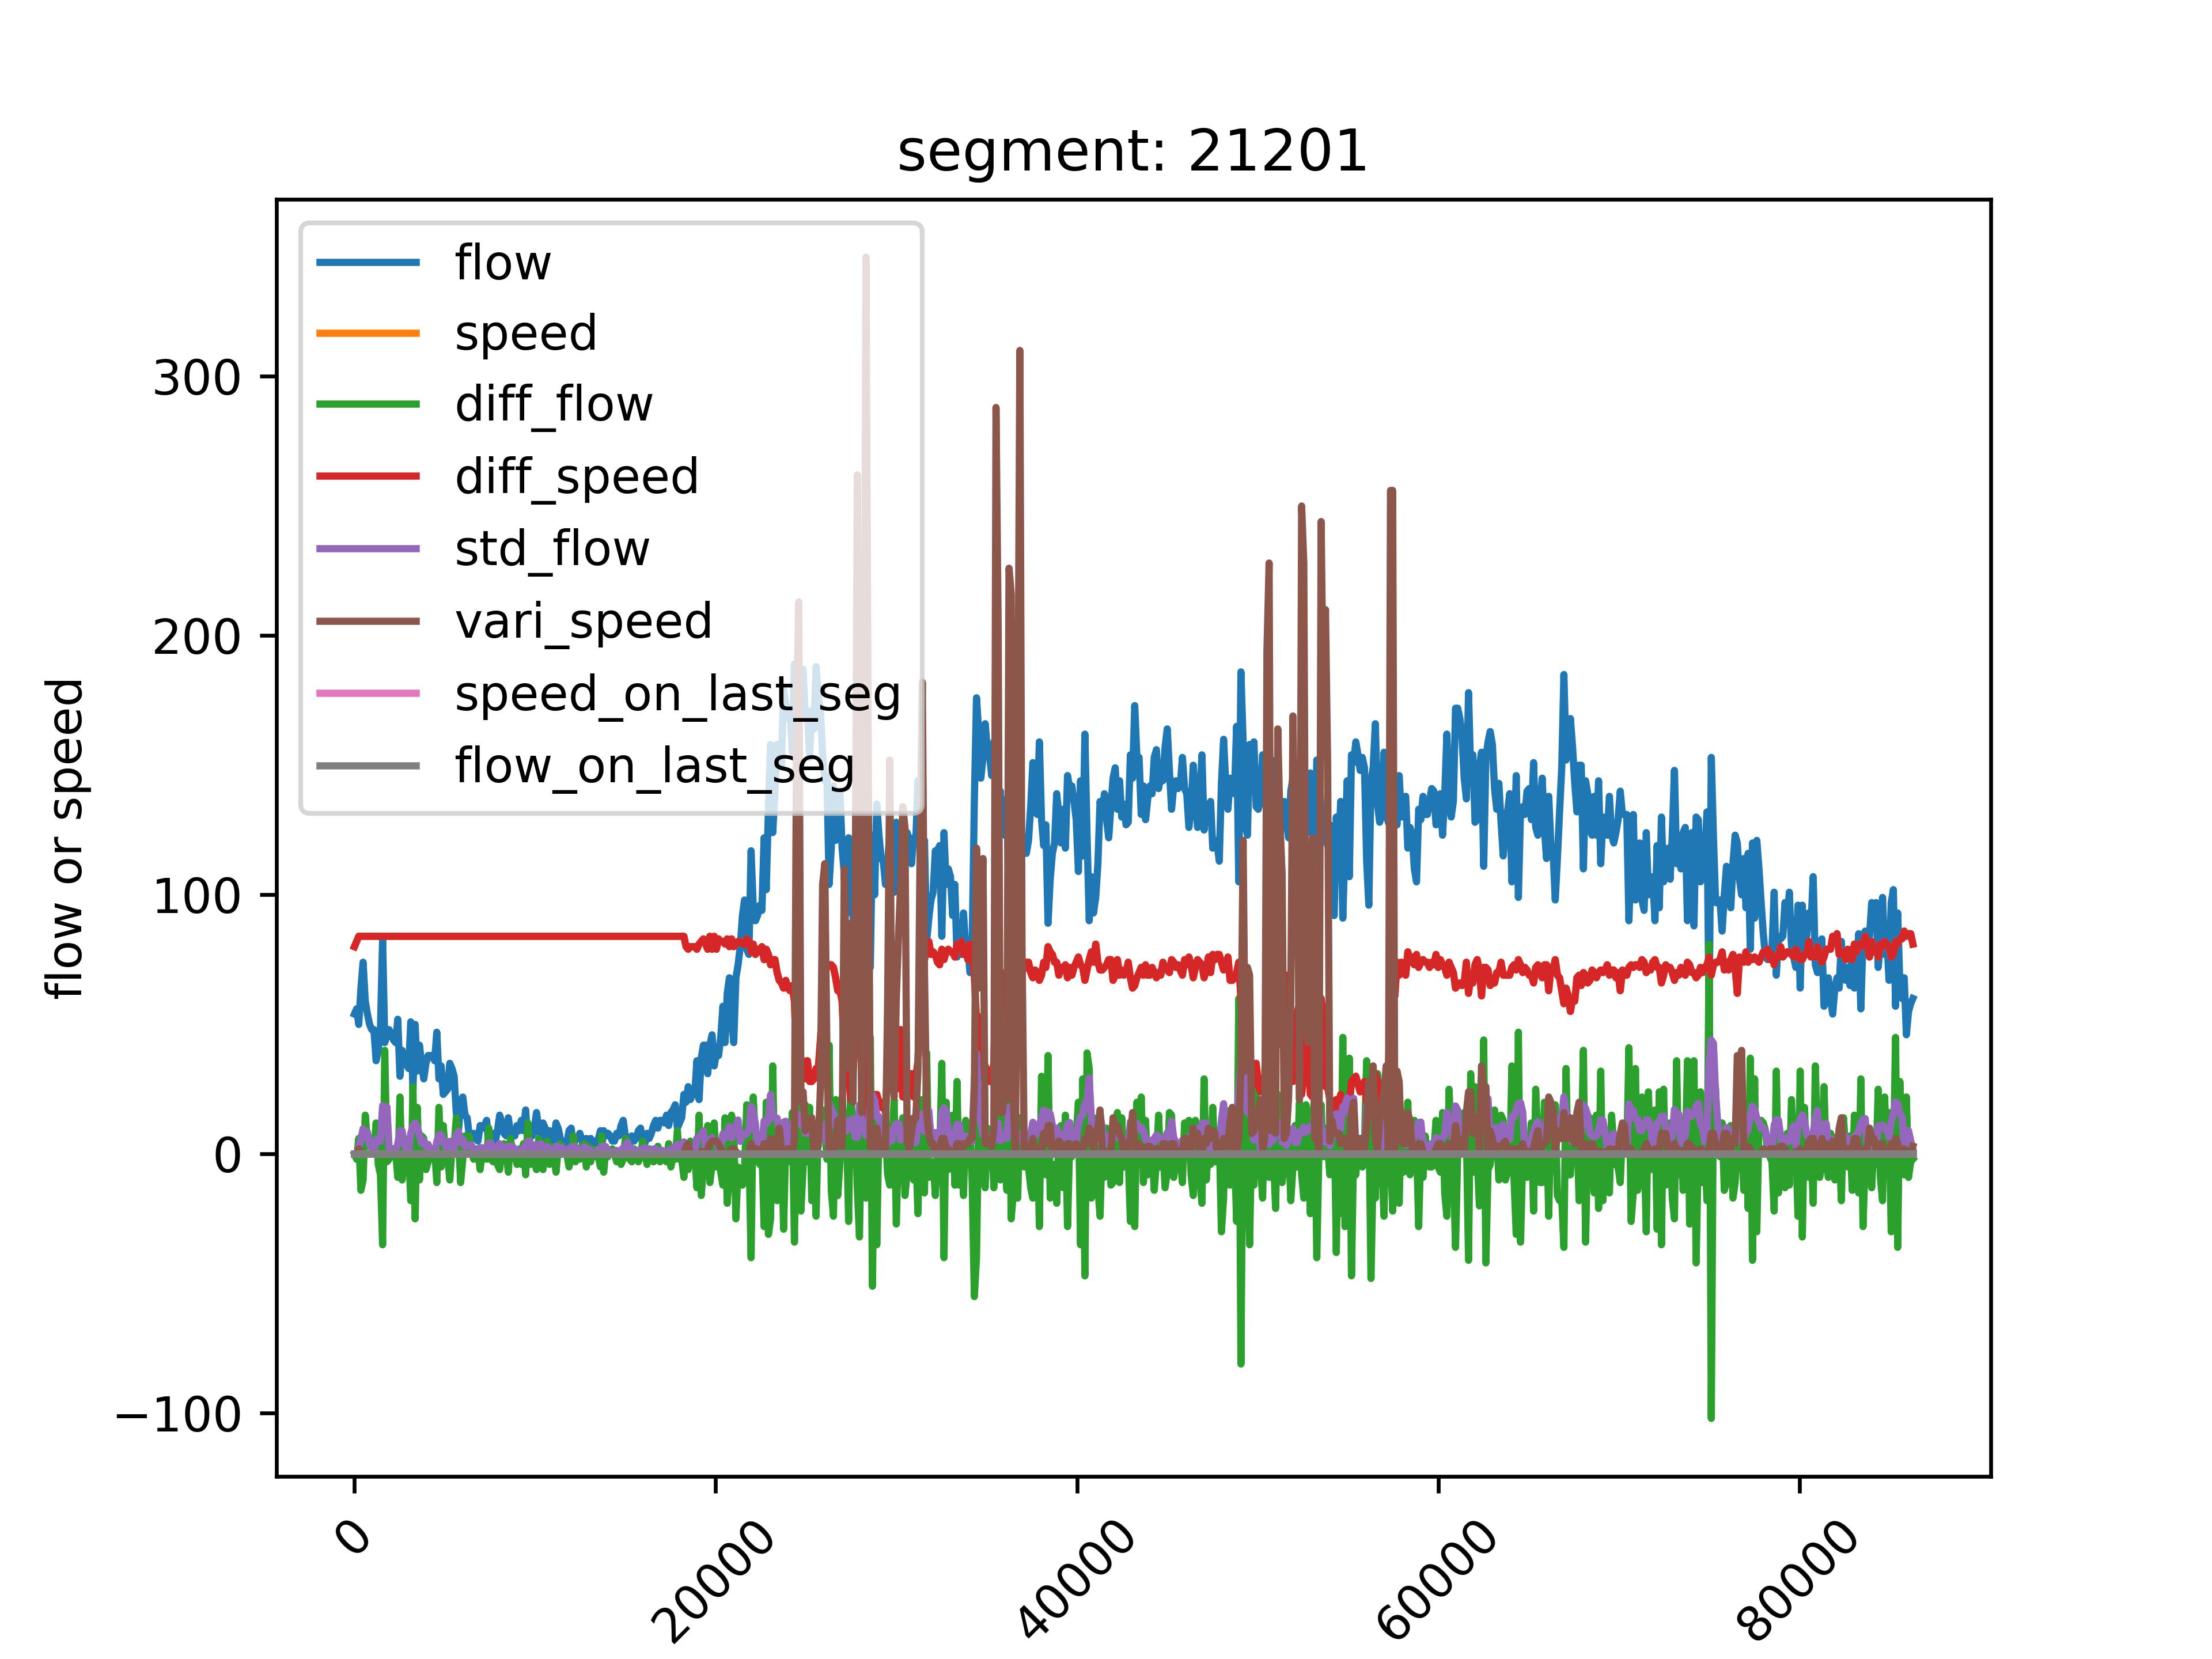 segment: 21201
flow
speed
diff_flow
diff_speed
std_flow
vari_speed
speed_on_last_seg
flow_on_last_seg
flow or speed
300
200
100
0
−100
0
20000
40000
60000
80000